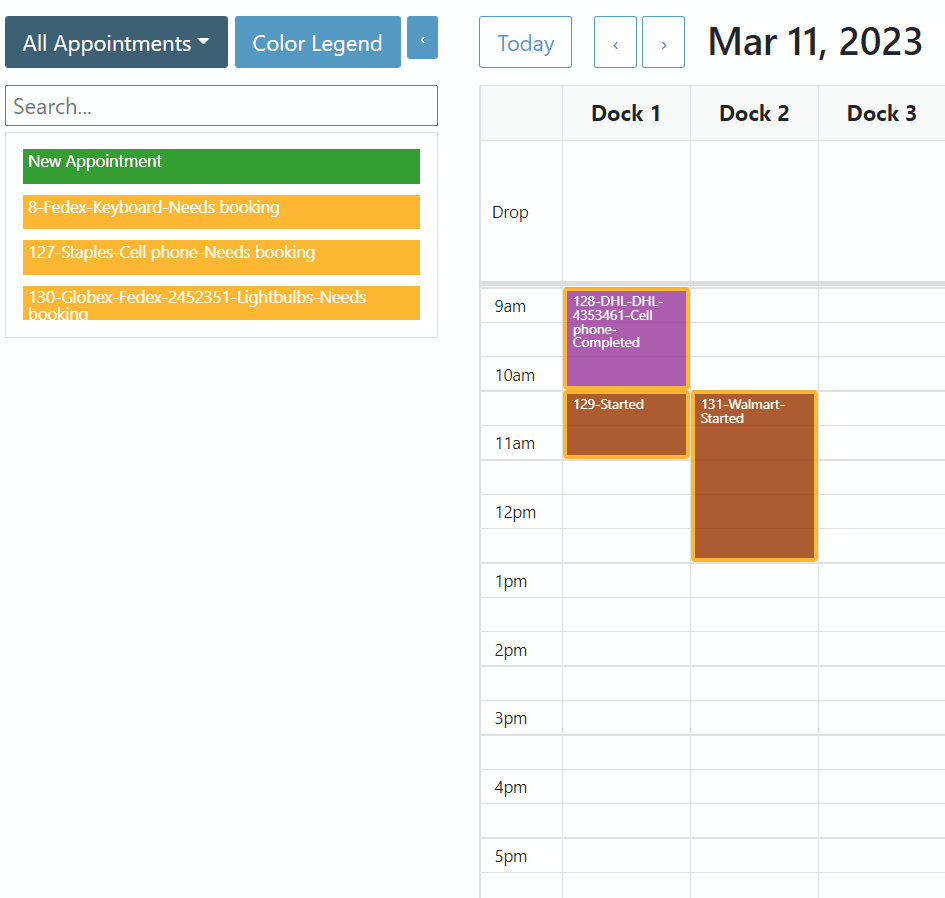 All Appointments
Color Legend
‹
Today
‹
›
Mar 11, 2023
Search...
New Appointment
8-Fedex-Keyboard-Needs booking
127-Staples-Cell phone-Needs booking
130-Globex-Fedex-2452351-Lightbulbs-Needs
booking
Dock 1
Dock 2
Dock 3
Drop
9am
128-DHL-DHL-
4353461-Cell
phone-
Completed
10am
129-Started
131-Walmart-
Started
11am
12pm
1pm
2pm
3pm
4pm
5pm